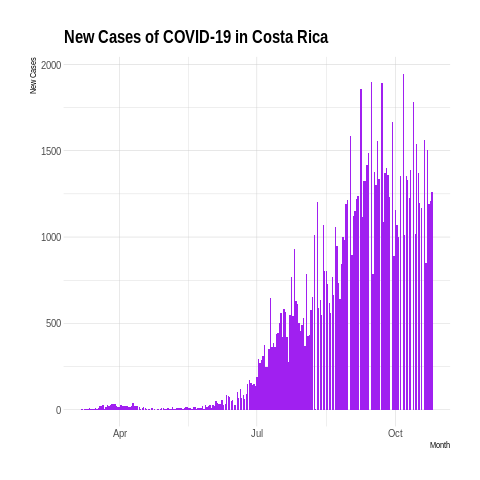 New Cases of COVID-19 in Costa Rica
New Cases
2000
1500
1000
500
0
Apr
Jul
Oct
Month